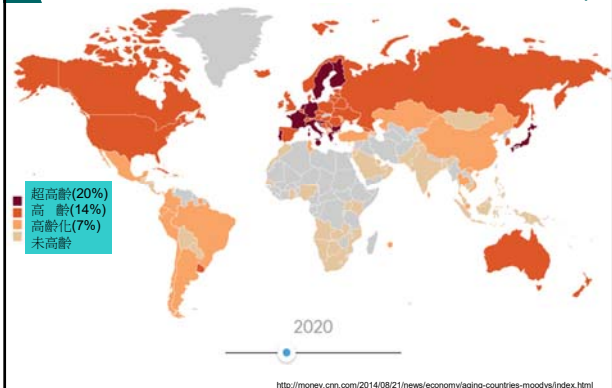 超高齡(20%)
高　齡(14%)
高齡化(7%)
未高齡
2020
http://money.cnn.com/2014/08/21/news/economy/aging-countries-moodys/index.html